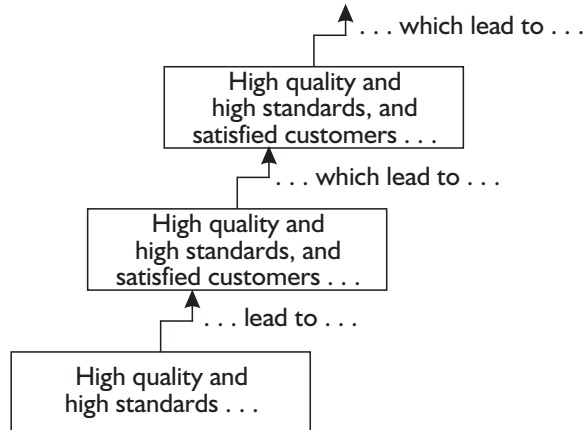 . . . which lead to . . .
High quality and
high standards, and
satisfied customers . . .
. . . which lead to . . .
High quality and
high standards, and
satisfied customers . . .
. . . lead to . . .
High quality and
high standards . . .